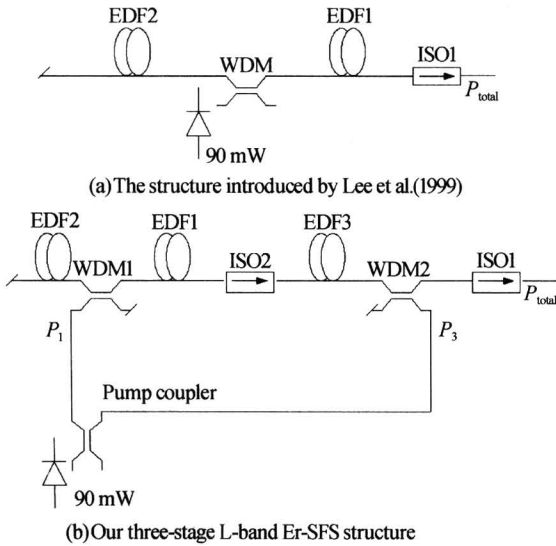 EDF2 EDF1
WDM ISO1
P_total
90 mW
(a) The structure introduced by Lee et al.(1999)
EDF2 EDF1 EDF3
WDM1 ISO2 WDM2 ISO1
P_total
P_1 P_3
Pump coupler
90 mW
(b) Our three-stage L-band Er-SFS structure